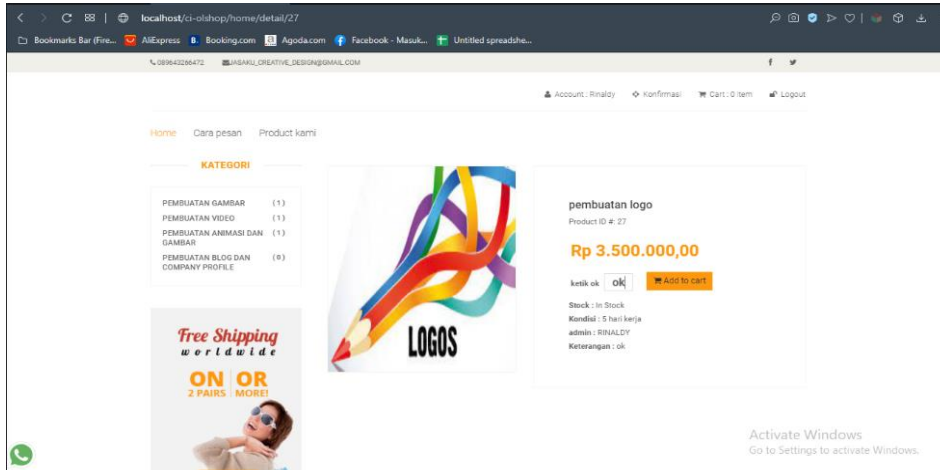 localhost/ci-olshop/home/detail/27
Bookmarks Bar (Fire... AliExpress Booking.com Agoda.com Facebook - Masuk... Untitled spreadshe...
089643266472 JASAKU_CREATIVE_DESIGN@GMAIL.COM
Account : Rinaldy Konfirmasi Cart : 0 item Logout
Home Cara pesan Product kami
KATEGORI
PEMBUATAN GAMBAR (1)
PEMBUATAN VIDEO (1)
PEMBUATAN ANIMASI DAN (1)
GAMBAR
PEMBUATAN BLOG DAN (0)
COMPANY PROFILE
Free Shipping
worldwide
ON OR
2 PAIRS MORE!
LOGOS
pembuatan logo
Product ID #: 27
Rp 3.500.000,00
ketik ok ok Add to cart
Stock : In Stock
Kondisi : 5 hari kerja
admin : RINALDY
Keterangan : ok
Activate Windows
Go to Settings to activate Windows.